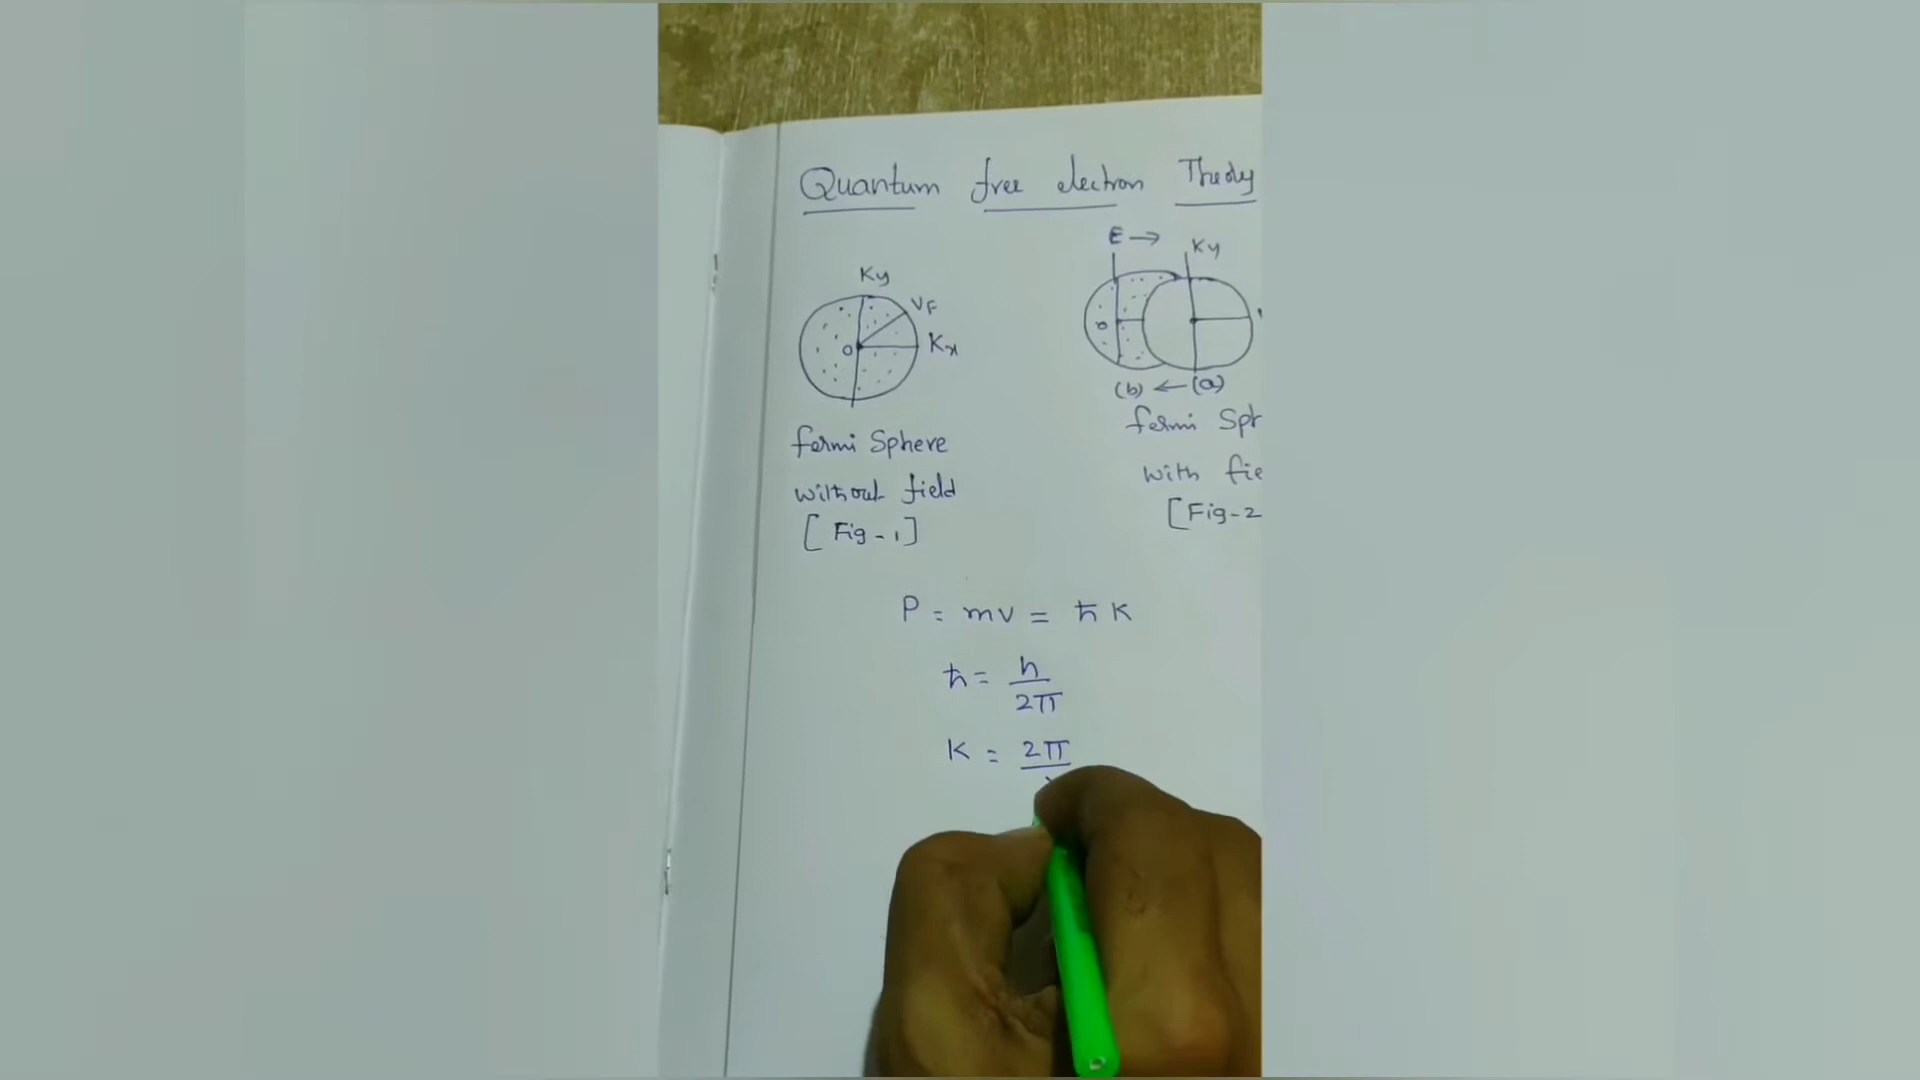 Quantum free electron Theory
E → Ky
Ky
VF
Kx
o
o
(b) ← (a)
fermi Sphere
without field
[Fig-1]
fermi Sph
with fie
[Fig-2
P = mv = ħ K
ħ = h / 2π
K = 2π